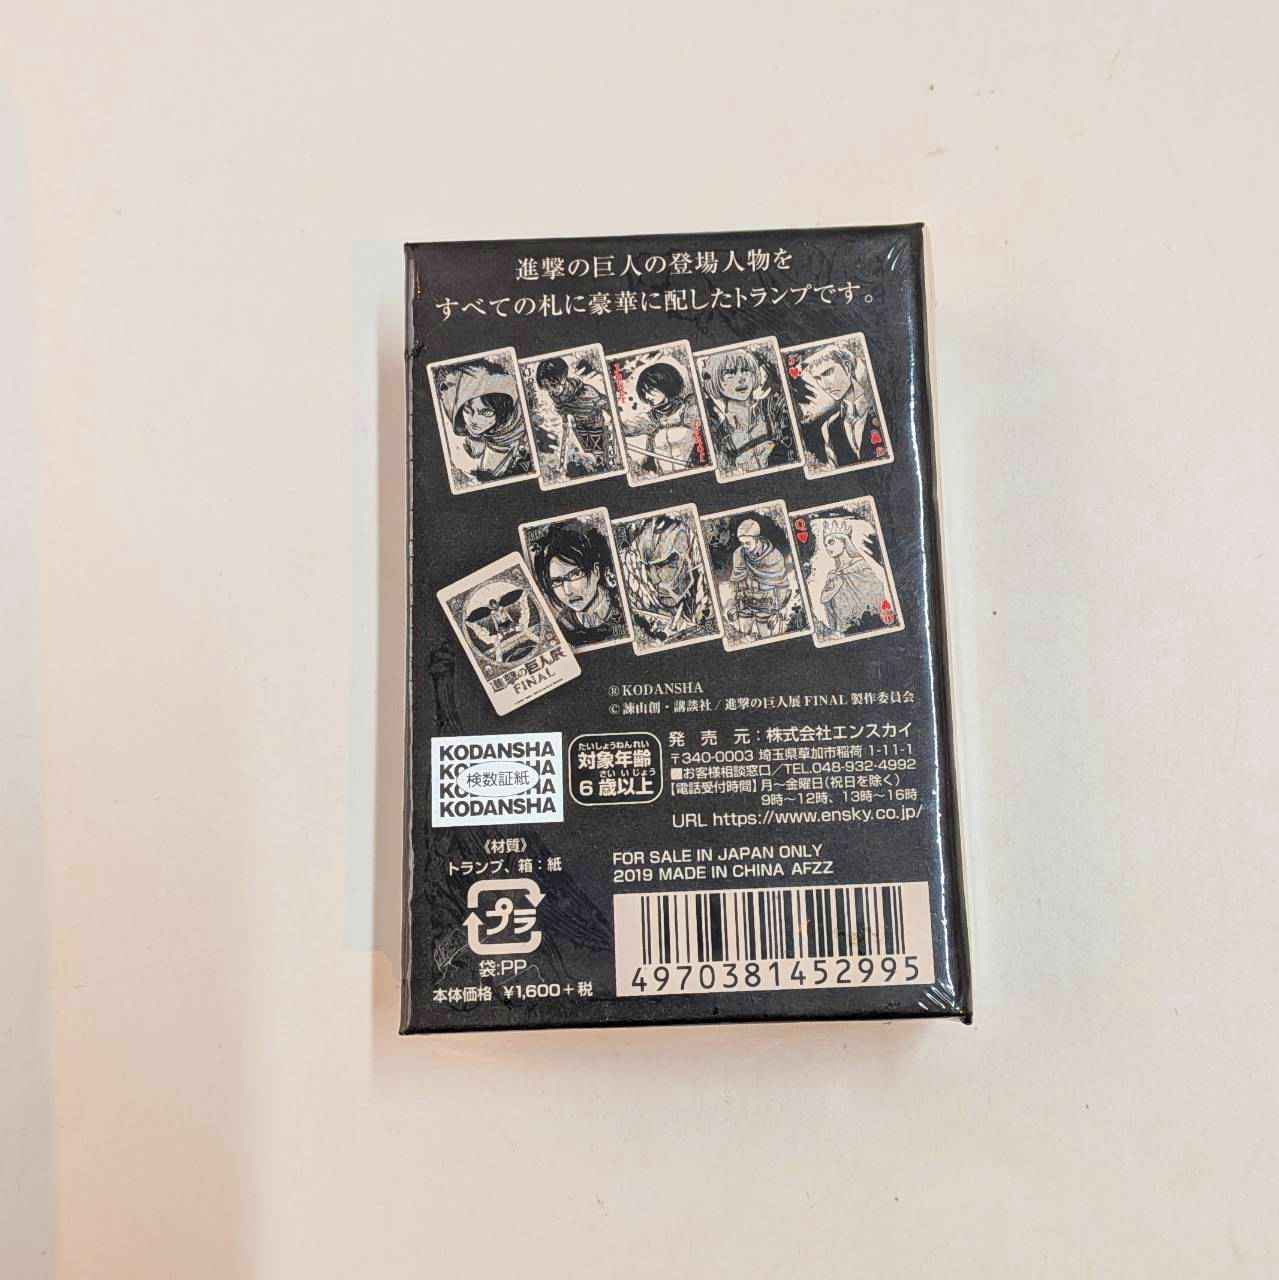 進撃の巨人の登場人物を
すべての札に豪華に配したトランプです。
JOKER
JOKER
J
J
Q
進撃の巨人展
FINAL
®KODANSHA
©諫山創・講談社/進撃の巨人展FINAL製作委員会
KODANSHA
KODANSHA
検数証紙
KODANSHA
KODANSHA
たいしょうねんれい
対象年齢
さい いじょう
6歳以上
発売元:株式会社エンスカイ
〒340-0003 埼玉県草加市稲荷 1-11-1
■お客様相談窓口/TEL.048-932-4992
【電話受付時間】月〜金曜日(祝日を除く)
9時〜12時、13時〜16時
URL https://www.ensky.co.jp/
《材質》
トランプ、箱:紙
プラ
袋:PP
本体価格 ¥1,600+税
FOR SALE IN JAPAN ONLY
2019 MADE IN CHINA AFZZ
4970381452995